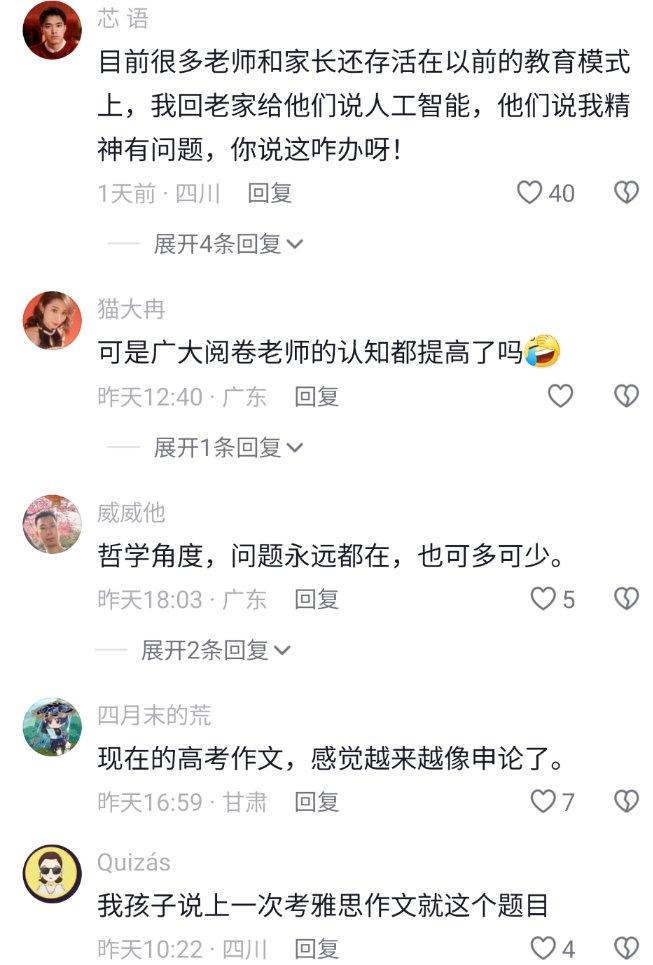 芯 语
目前很多老师和家长还存活在以前的教育模式
上，我回老家给他们说人工智能，他们说我精
神有问题，你说这咋办呀！
1天前 · 四川 回复 40
展开4条回复
猫大冉
可是广大阅卷老师的认知都提高了吗🤣
昨天12:40 · 广东 回复
展开1条回复
威威他
哲学角度，问题永远都在，也可多可少。
昨天18:03 · 广东 回复 5
展开2条回复
四月末的荒
现在的高考作文，感觉越来越像申论了。
昨天16:59 · 甘肃 回复 7
Quizás
我孩子说上一次考雅思作文就这个题目
昨天10:22 · 四川 回复 4